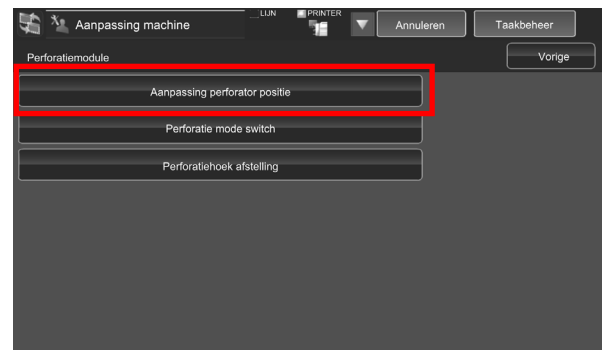 Aanpassing machine
LIJN
PRINTER
Annuleren
Taakbeheer
Perforatiemodule
Vorige
Aanpassing perforator positie
Perforatie mode switch
Perforatiehoek afstelling